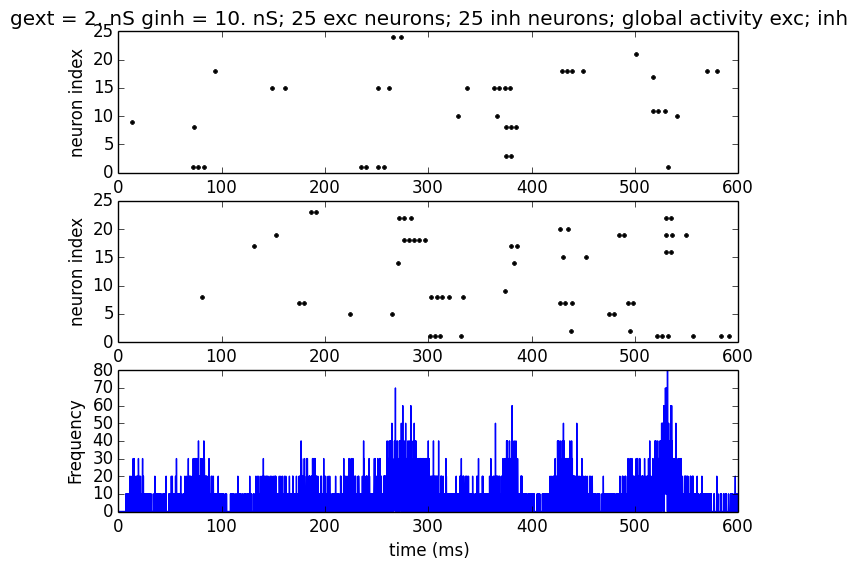 gext = 2. nS ginh = 10. nS; 25 exc neurons; 25 inh neurons; global activity exc; inh
25
20
15
10
5
0
neuron index
0 100 200 300 400 500 600
25
20
15
10
5
0
neuron index
0 100 200 300 400 500 600
80
70
60
50
40
30
20
10
0
Frequency
0 100 200 300 400 500 600
time (ms)